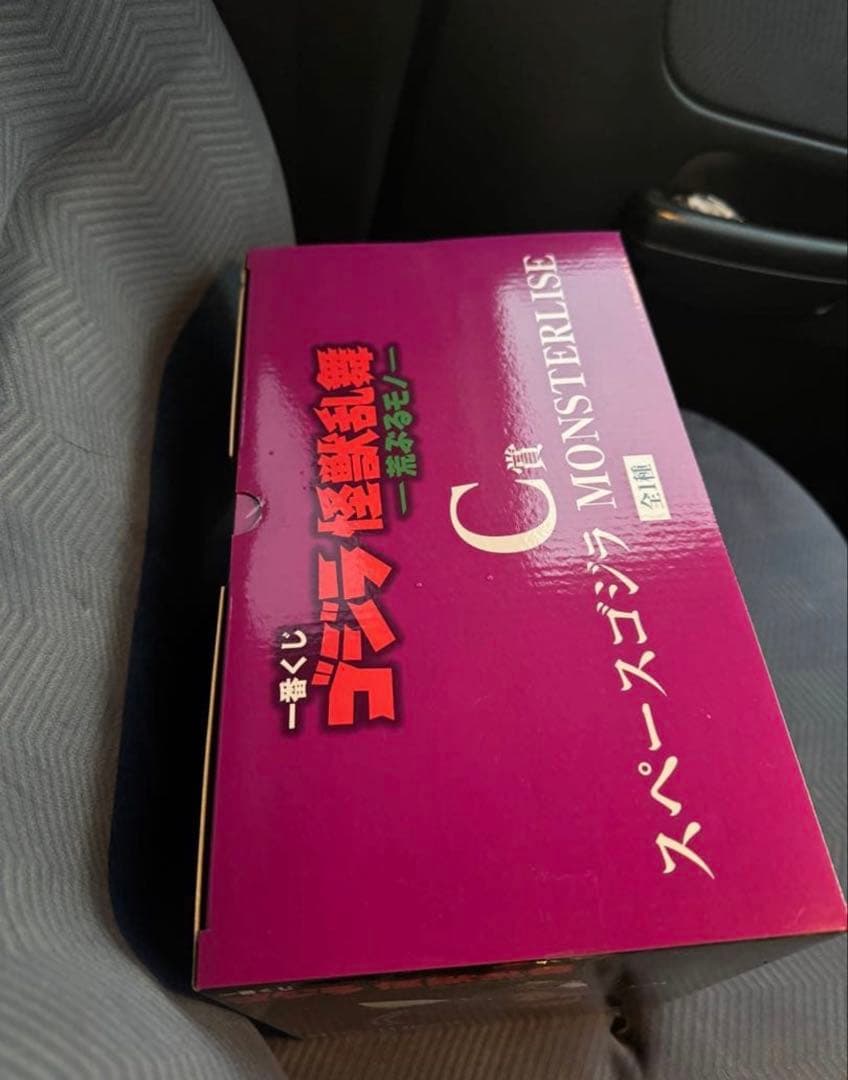 一番くじ
ゴジラ 怪獣乱舞
ー荒ぶるモノー
C賞
スペースゴジラ MONSTERLISE
全1種